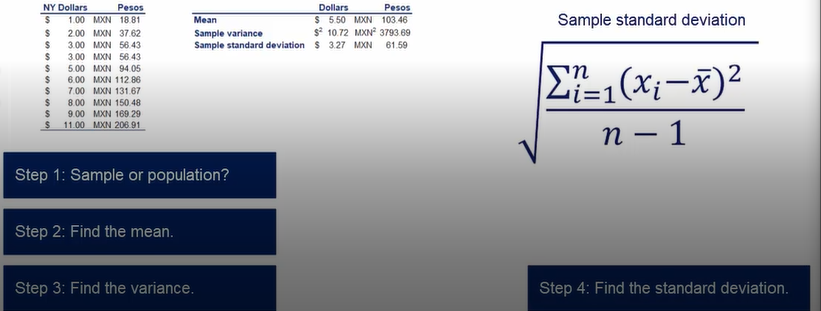 NY Dollars Pesos
$ 1.00 MXN 18.81
$ 2.00 MXN 37.62
$ 3.00 MXN 56.43
$ 3.00 MXN 56.43
$ 5.00 MXN 94.05
$ 6.00 MXN 112.86
$ 7.00 MXN 131.67
$ 8.00 MXN 150.48
$ 9.00 MXN 169.29
$ 11.00 MXN 206.91
Dollars Pesos
Mean $ 5.50 MXN 103.46
Sample variance $² 10.72 MXN² 3793.69
Sample standard deviation $ 3.27 MXN 61.59
Sample standard deviation
√
∑ⁿᵢ₌₁(xᵢ−x̄)²
n − 1
Step 1: Sample or population?
Step 2: Find the mean.
Step 3: Find the variance.
Step 4: Find the standard deviation.